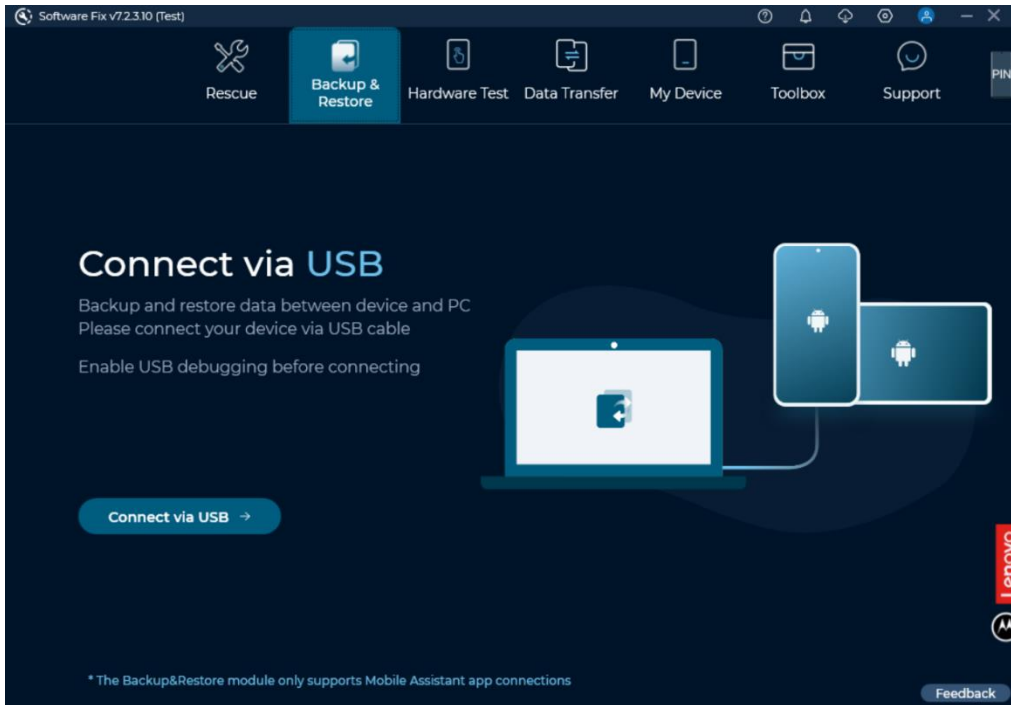 Software Fix v7.2.3.10 (Test)
Rescue
Backup &
Restore
Hardware Test
Data Transfer
My Device
Toolbox
Support
PIN
Connect via USB
Backup and restore data between device and PC
Please connect your device via USB cable
Enable USB debugging before connecting
Connect via USB →
Lenovo
* The Backup&Restore module only supports Mobile Assistant app connections
Feedback